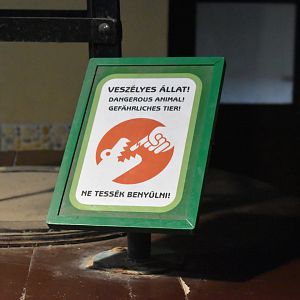 VESZÉLYES ÁLLAT!
DANGEROUS ANIMAL!
GEFÄHRLICHES TIER!
NE TESSÉK BENYÚLNI!